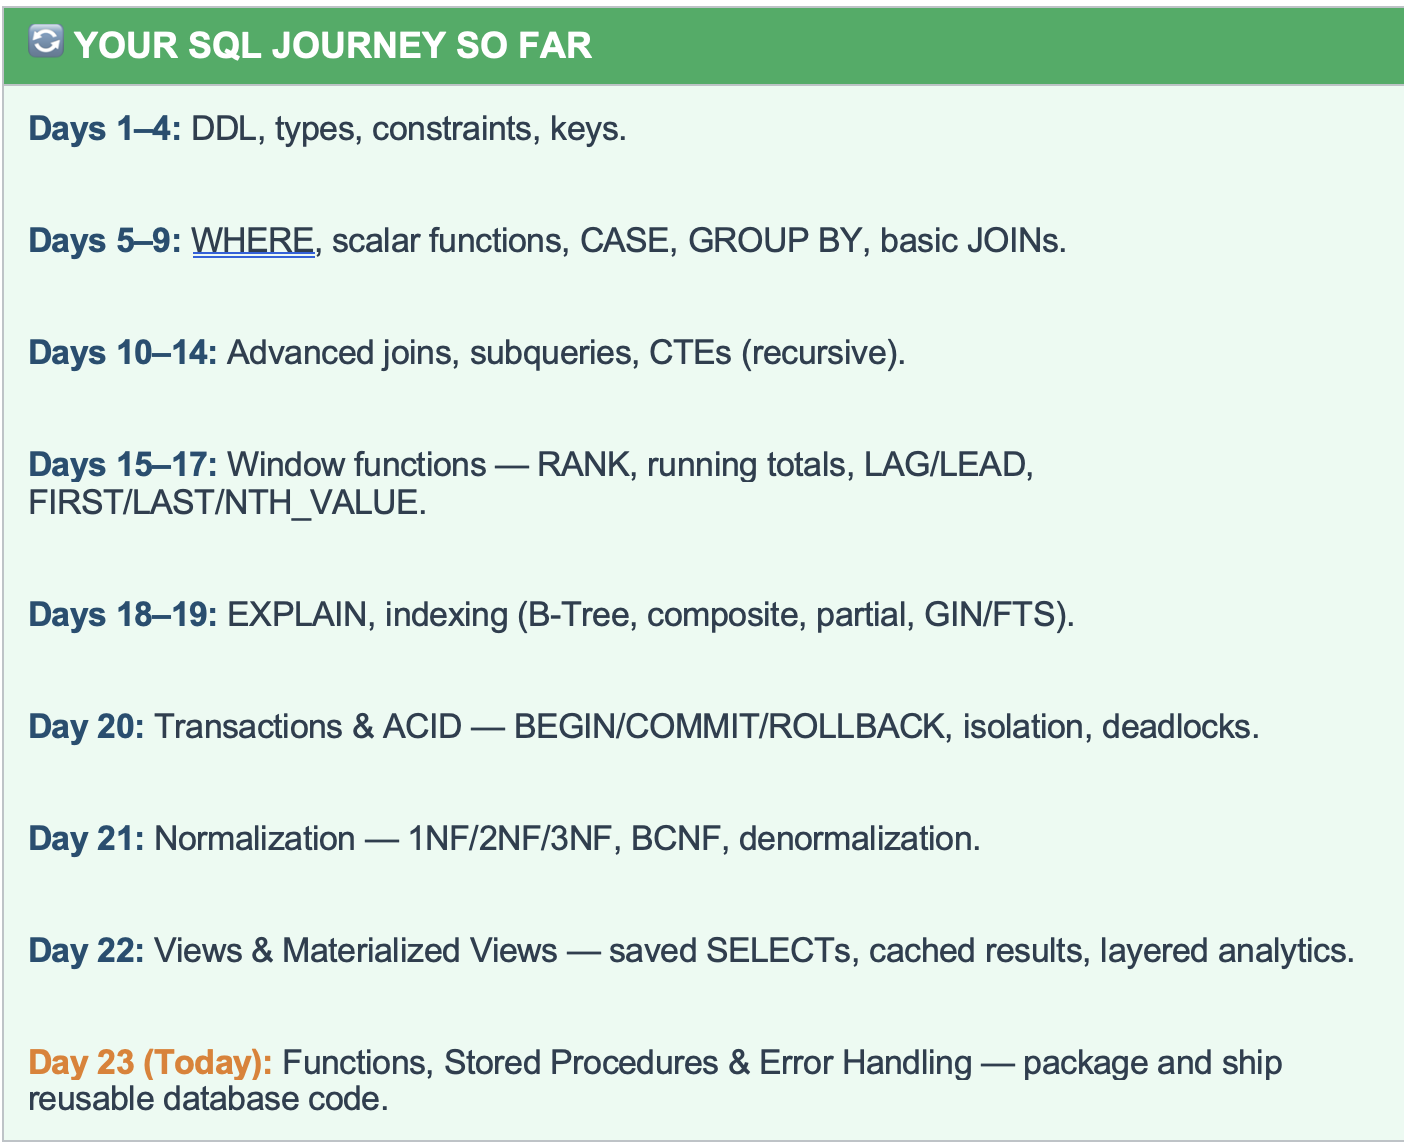 YOUR SQL JOURNEY SO FAR
Days 1–4: DDL, types, constraints, keys.
Days 5–9: WHERE, scalar functions, CASE, GROUP BY, basic JOINs.
Days 10–14: Advanced joins, subqueries, CTEs (recursive).
Days 15–17: Window functions — RANK, running totals, LAG/LEAD,
FIRST/LAST/NTH_VALUE.
Days 18–19: EXPLAIN, indexing (B-Tree, composite, partial, GIN/FTS).
Day 20: Transactions & ACID — BEGIN/COMMIT/ROLLBACK, isolation, deadlocks.
Day 21: Normalization — 1NF/2NF/3NF, BCNF, denormalization.
Day 22: Views & Materialized Views — saved SELECTs, cached results, layered analytics.
Day 23 (Today): Functions, Stored Procedures & Error Handling — package and ship
reusable database code.